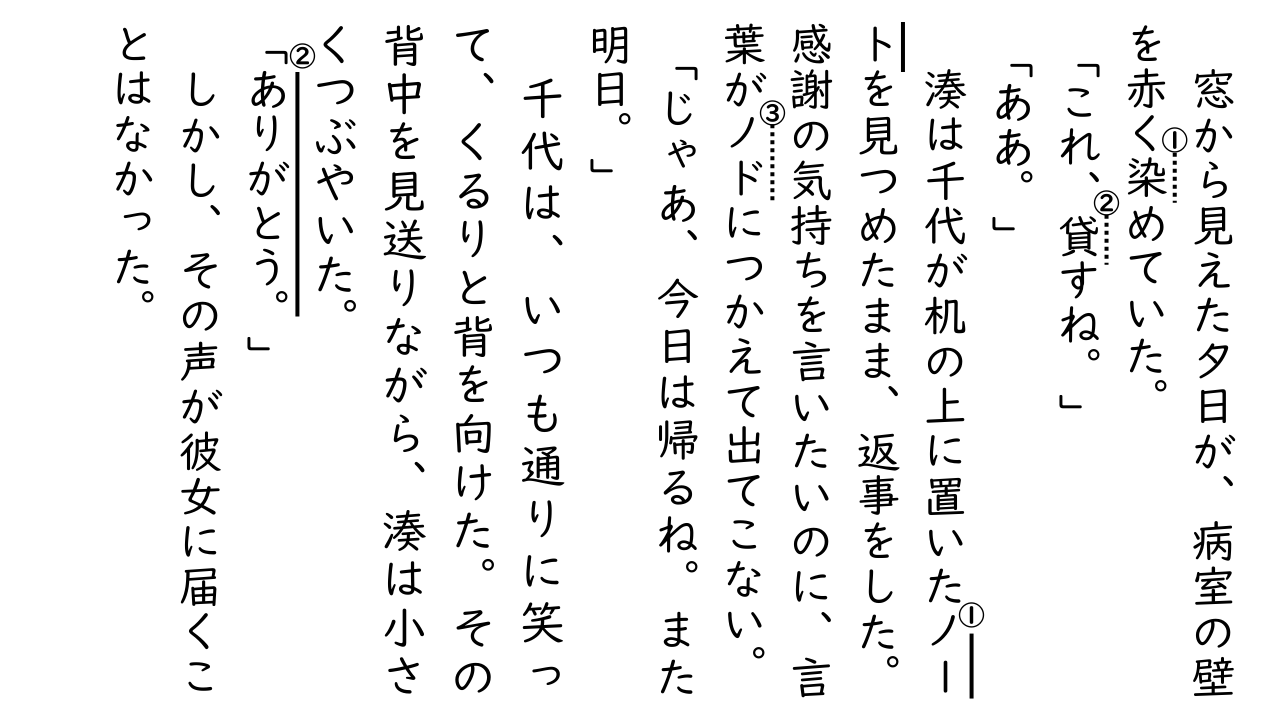 窓から見えた夕日が、病室の壁
を赤く①染めていた。
「これ、②貸すね。」
「ああ。」
湊は千代が机の上に置いた①ノー
トを見つめたまま、返事をした。
感謝の気持ちを言いたいのに、言
葉が③ノドにつかえて出てこない。
「じゃあ、今日は帰るね。また
明日。」
千代は、いつも通りに笑っ
て、くるりと背を向けた。その
背中を見送りながら、湊は小さ
くつぶやいた。
②「ありがとう。」
しかし、その声が彼女に届くこ
とはなかった。